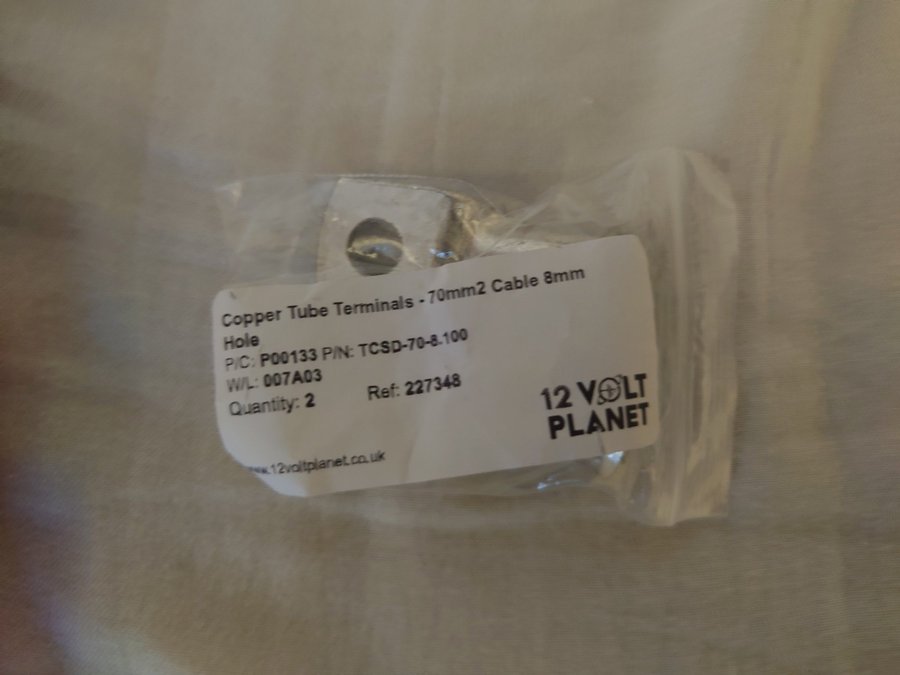 Copper Tube Terminals - 70mm2 Cable 8mm
Hole
P/C: P00133 P/N: TCSD-70-8.100
W/L: 007A03
Quantity: 2 Ref: 227348
12 VOLT
PLANET
www.12voltplanet.co.uk